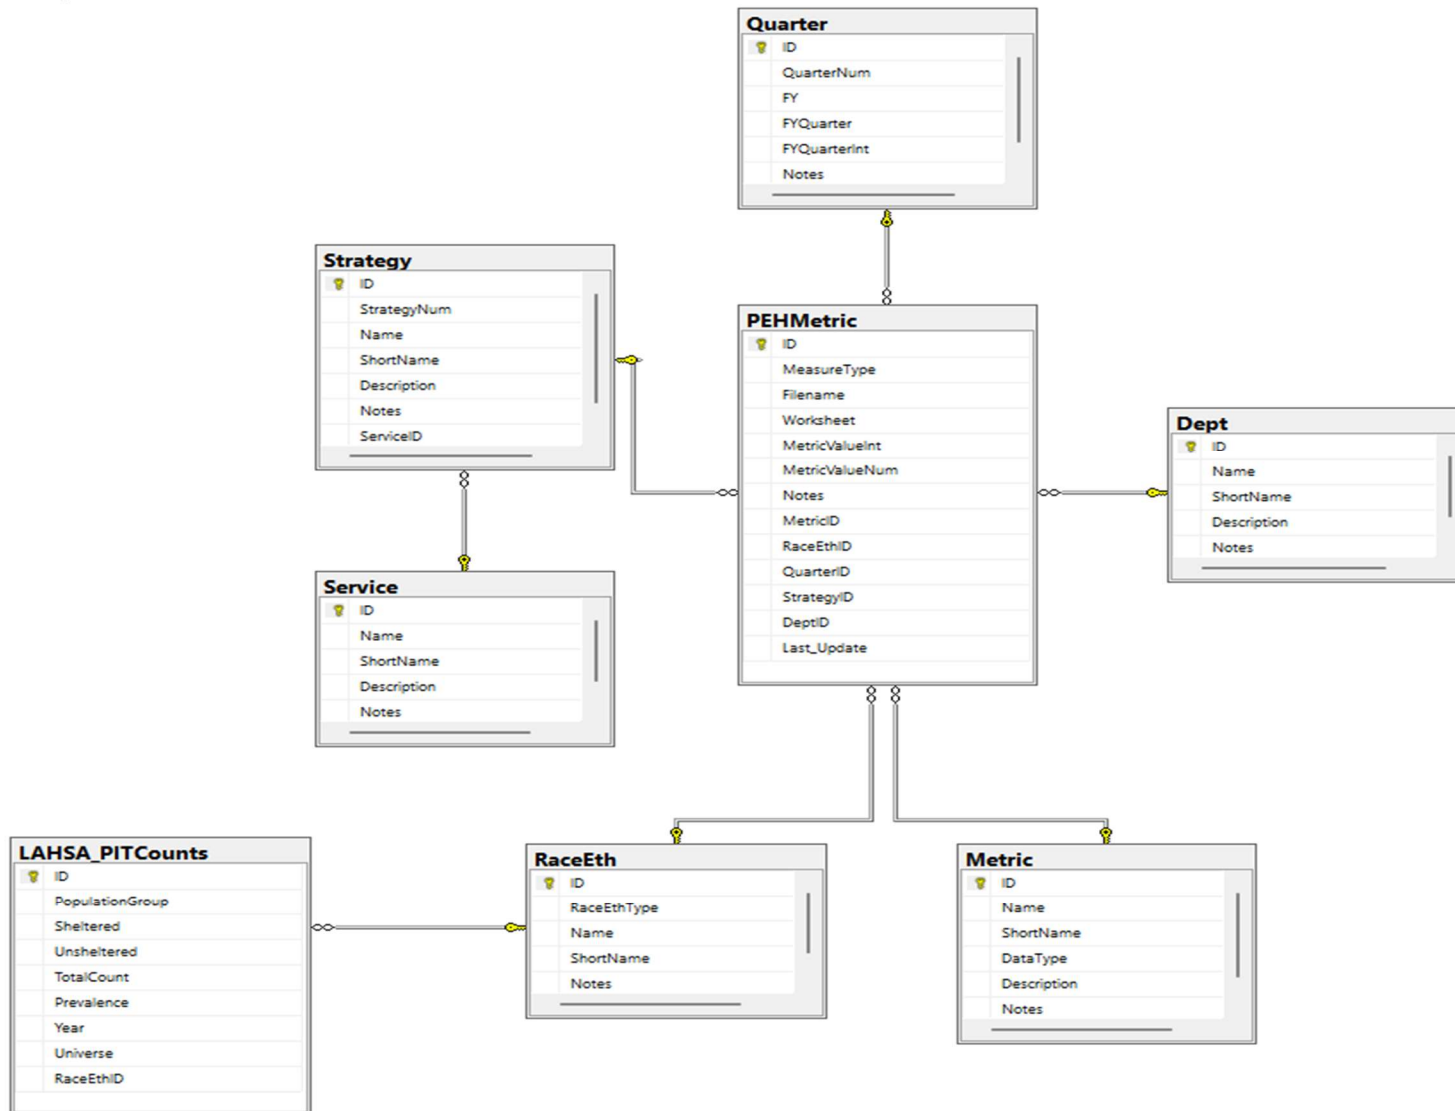 Quarter
ID
QuarterNum
FY
FYQuarter
FYQuarterInt
Notes
Strategy
ID
StrategyNum
Name
ShortName
Description
Notes
ServiceID
PEHMetric
ID
MeasureType
Filename
Worksheet
MetricValueInt
MetricValueNum
Notes
MetricID
RaceEthID
QuarterID
StrategyID
DeptID
Last_Update
Dept
ID
Name
ShortName
Description
Notes
Service
ID
Name
ShortName
Description
Notes
LAHSA_PITCounts
ID
PopulationGroup
Sheltered
Unsheltered
TotalCount
Prevalence
Year
Universe
RaceEthID
RaceEth
ID
RaceEthType
Name
ShortName
Notes
Metric
ID
Name
ShortName
DataType
Description
Notes